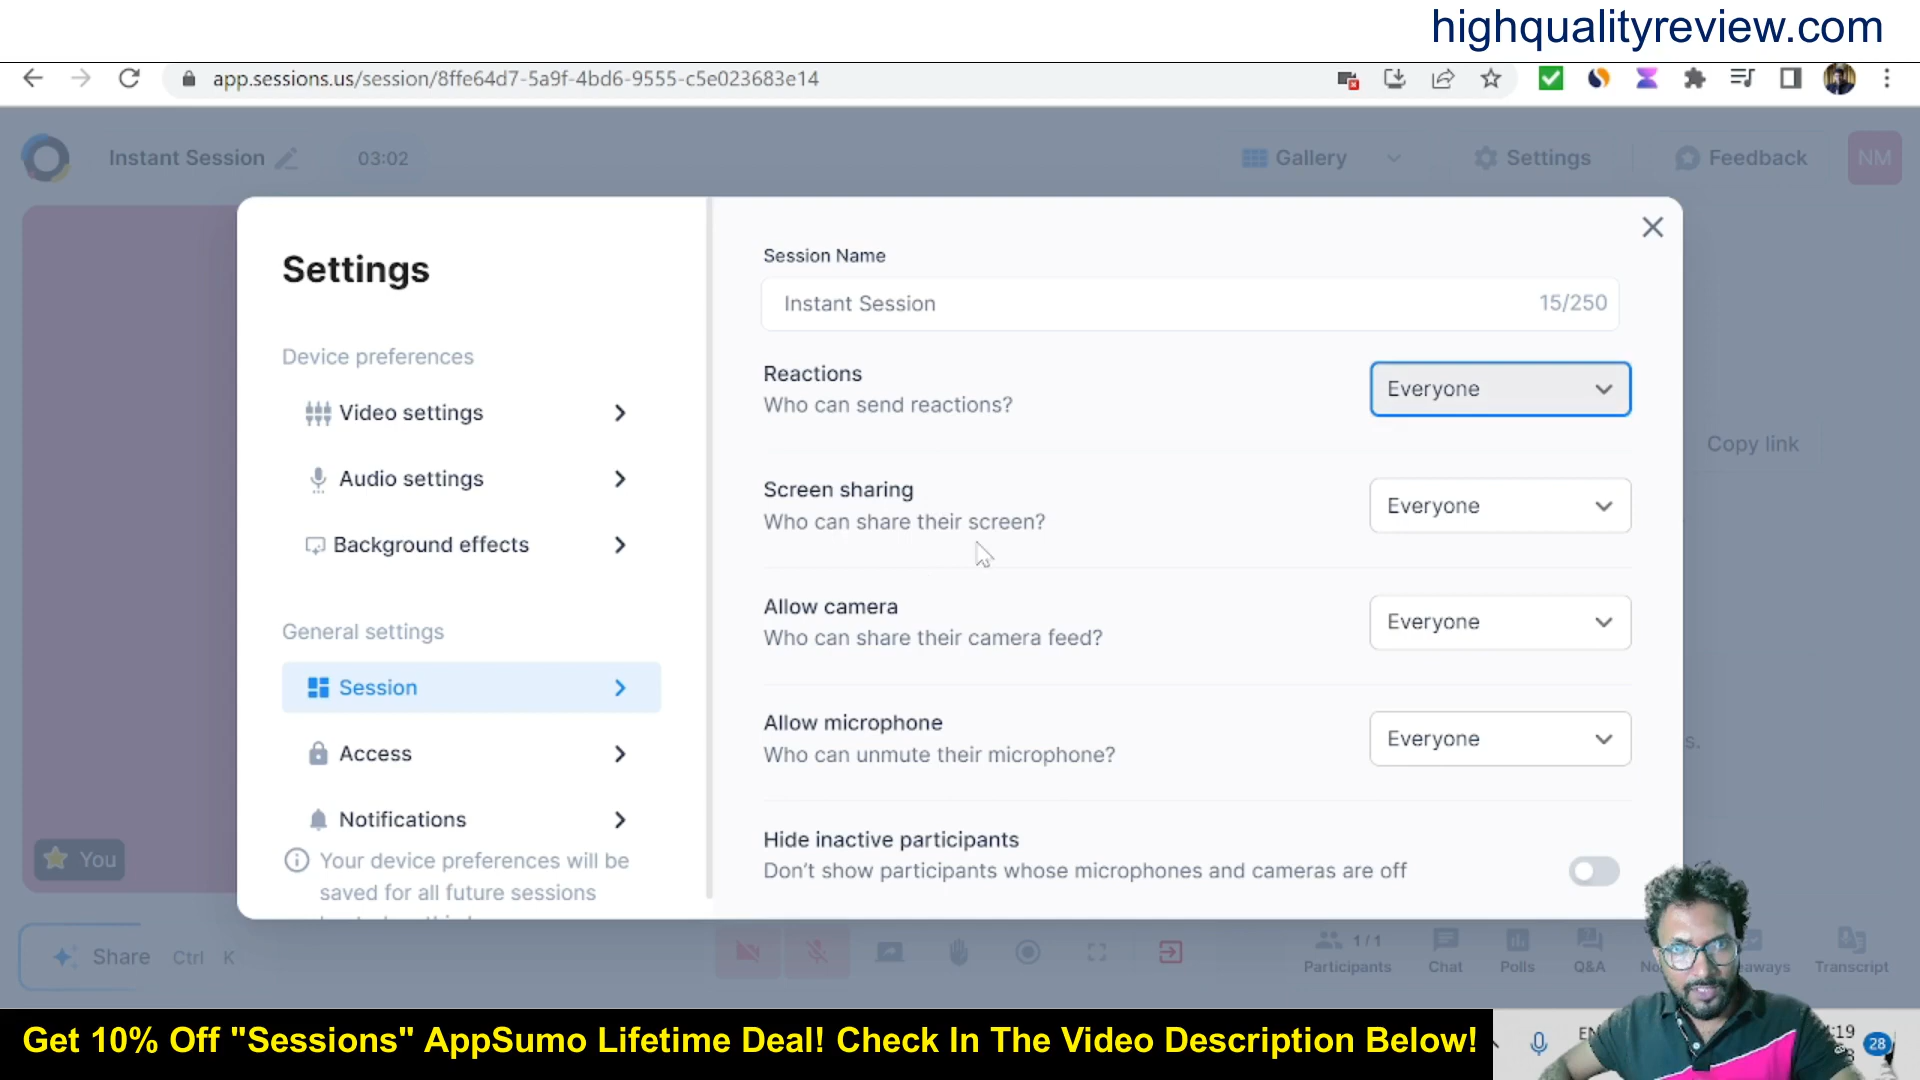 highqualityreview.com
app.sessions.us/session/8ffe64d7-5a9f-4bd6-9555-c5e023683e14
Instant Session
03:02
Gallery
Settings
Feedback
NM
Settings
Device preferences
Video settings
Audio settings
Background effects
General settings
Session
Access
Notifications
Your device preferences will be
saved for all future sessions
Session Name
Instant Session
15/250
Reactions
Who can send reactions?
Everyone
Screen sharing
Who can share their screen?
Everyone
Allow camera
Who can share their camera feed?
Everyone
Allow microphone
Who can unmute their microphone?
Everyone
Hide inactive participants
Don't show participants whose microphones and cameras are off
Copy link
You
Share Ctrl K
1 / 1
Participants
Chat
Polls
Q&A
Transcript
Get 10% Off "Sessions" AppSumo Lifetime Deal! Check In The Video Description Below!
28